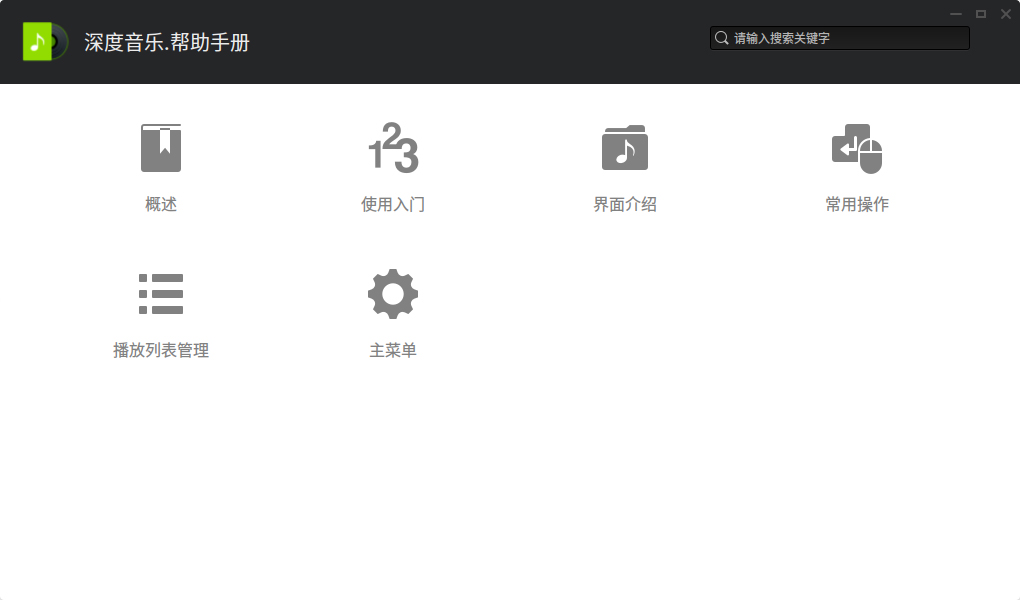 深度音乐.帮助手册
请输入搜索关键字
123
概述
使用入门
界面介绍
常用操作
播放列表管理
主菜单